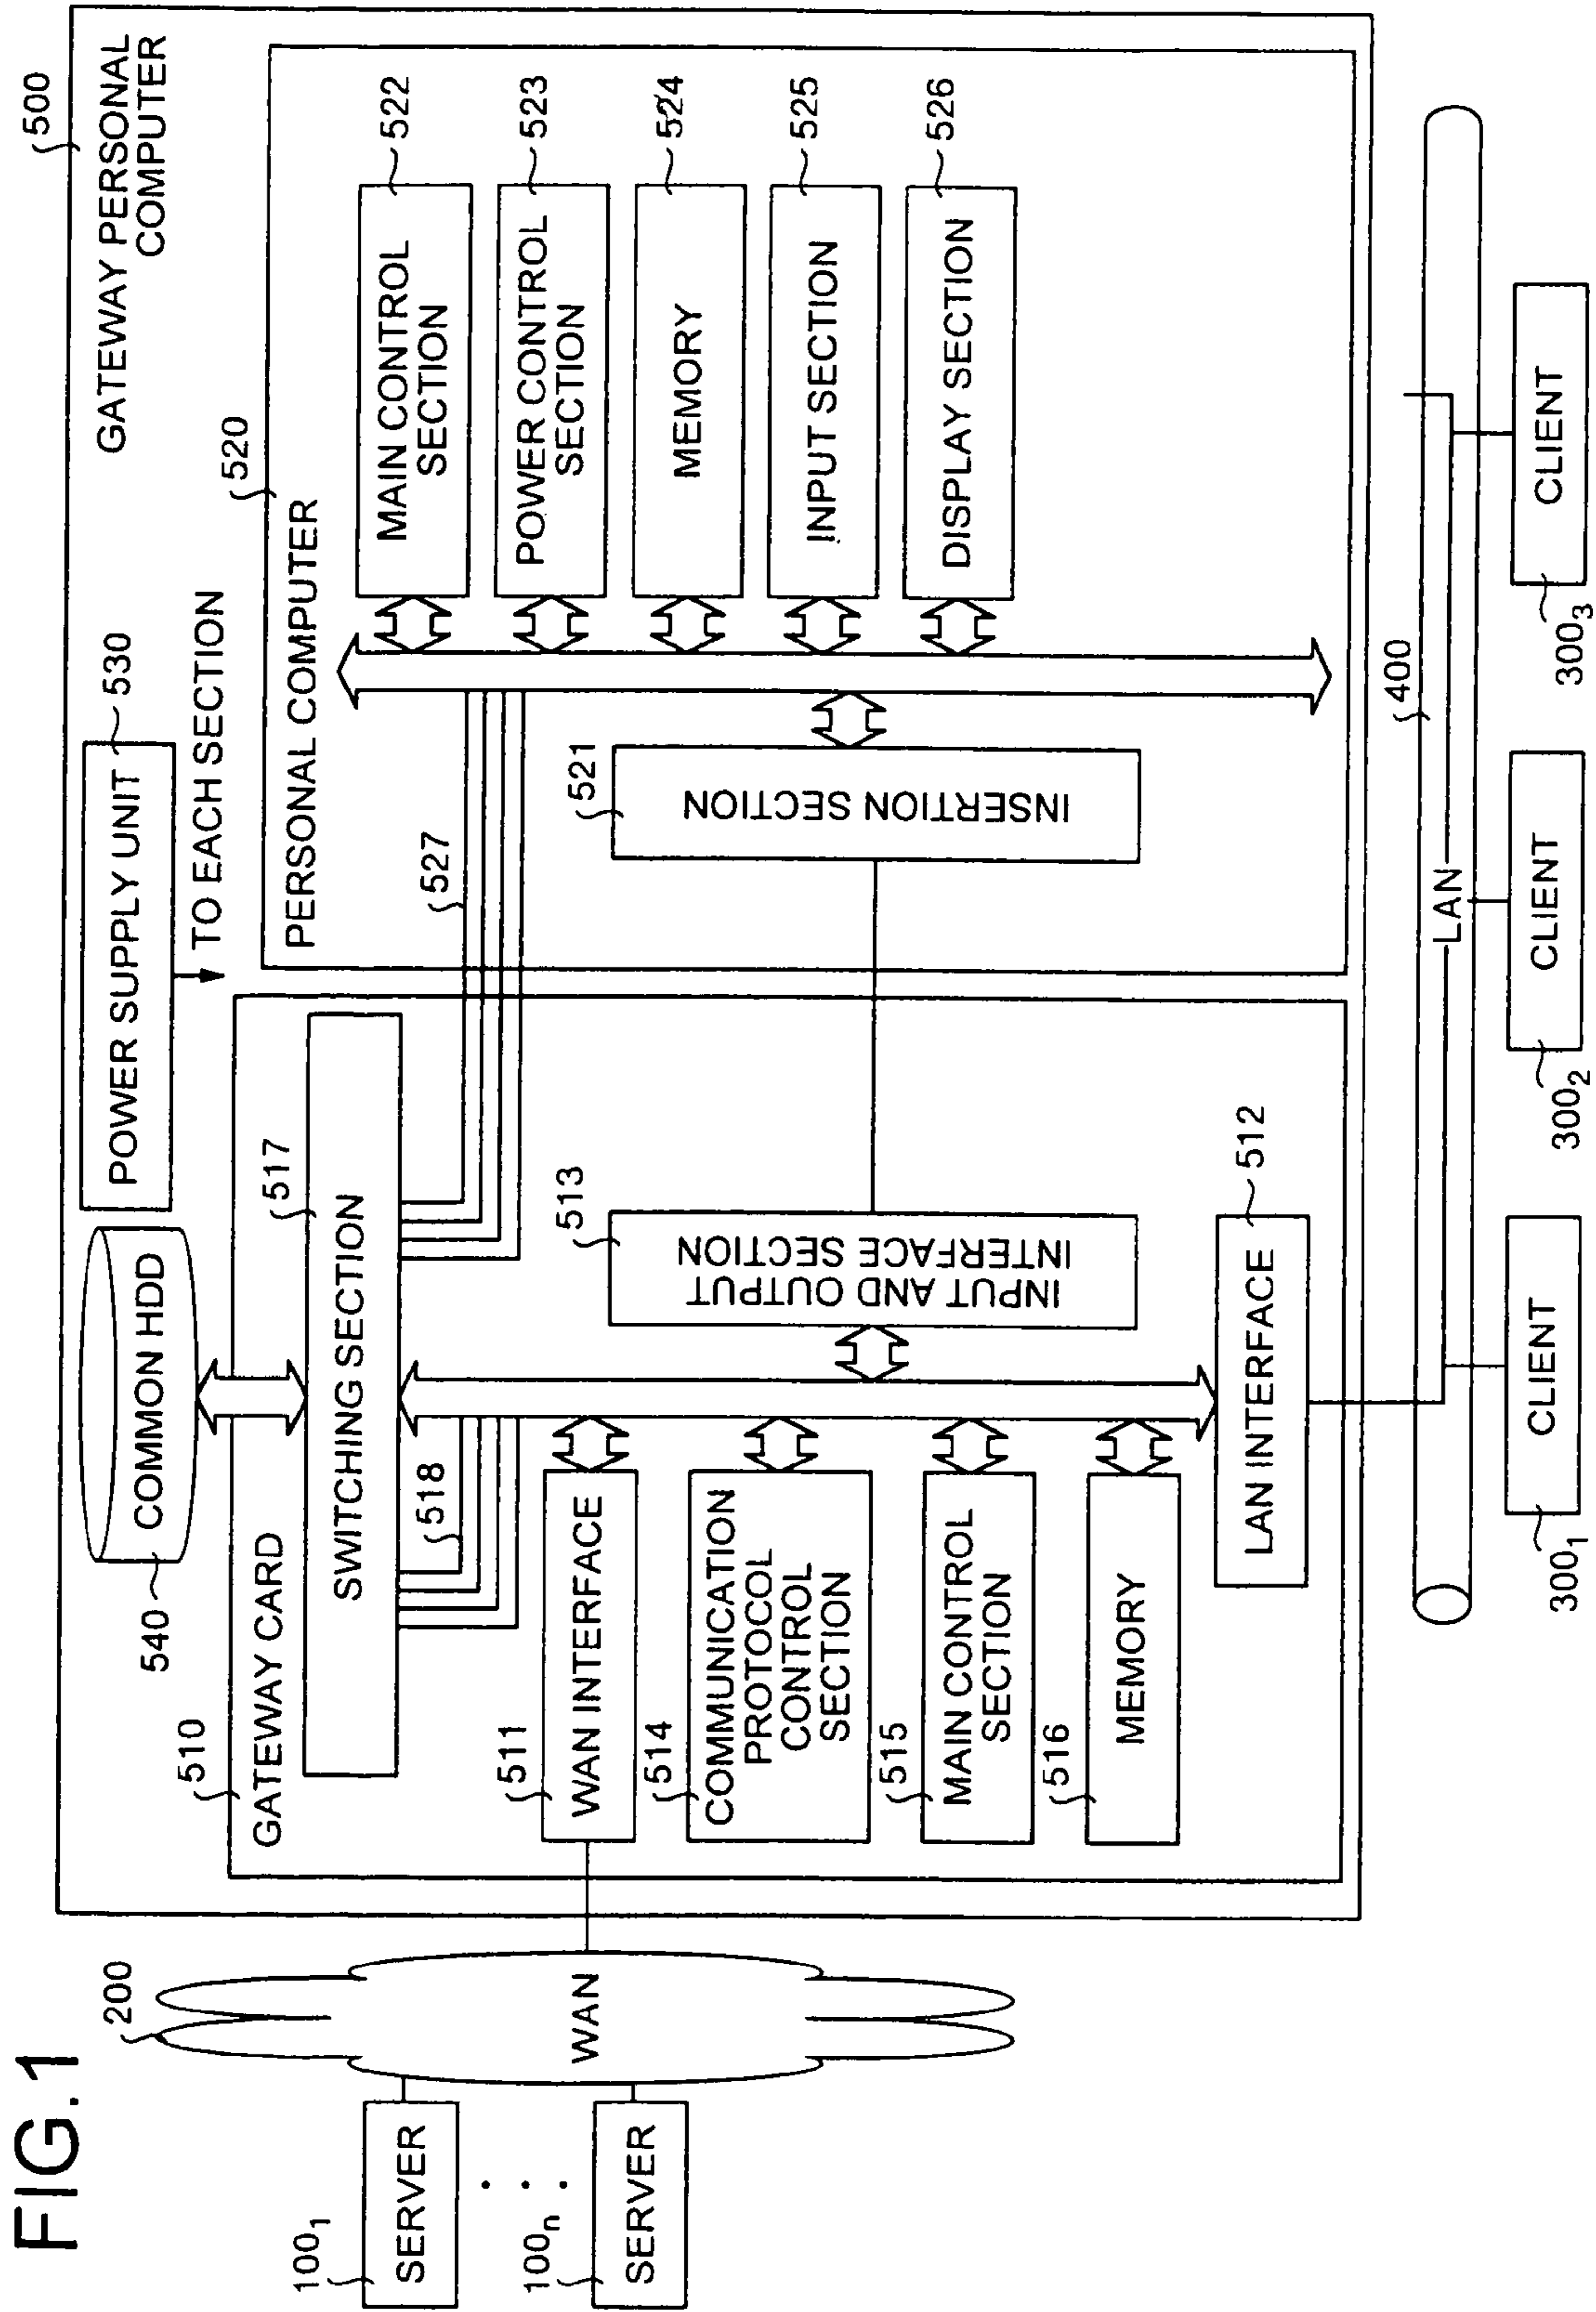 FIG.1
500
GATEWAY PERSONAL
COMPUTER
540
COMMON HDD
POWER SUPPLY UNIT
530
TO EACH SECTION
510
GATEWAY CARD
517
SWITCHING SECTION
518
511
WAN INTERFACE
514
COMMUNICATION
PROTOCOL
CONTROL
SECTION
515
MAIN CONTROL
SECTION
516
MEMORY
513
INPUT AND OUTPUT
INTERFACE SECTION
512
LAN INTERFACE
520
PERSONAL COMPUTER
527
521
INSERTION SECTION
MAIN CONTROL
SECTION
522
POWER CONTROL
SECTION
523
MEMORY
524
INPUT SECTION
525
DISPLAY SECTION
526
200
WAN
100₁
SERVER
100ₙ
SERVER
400
LAN
300₁
CLIENT
300₂
CLIENT
300₃
CLIENT